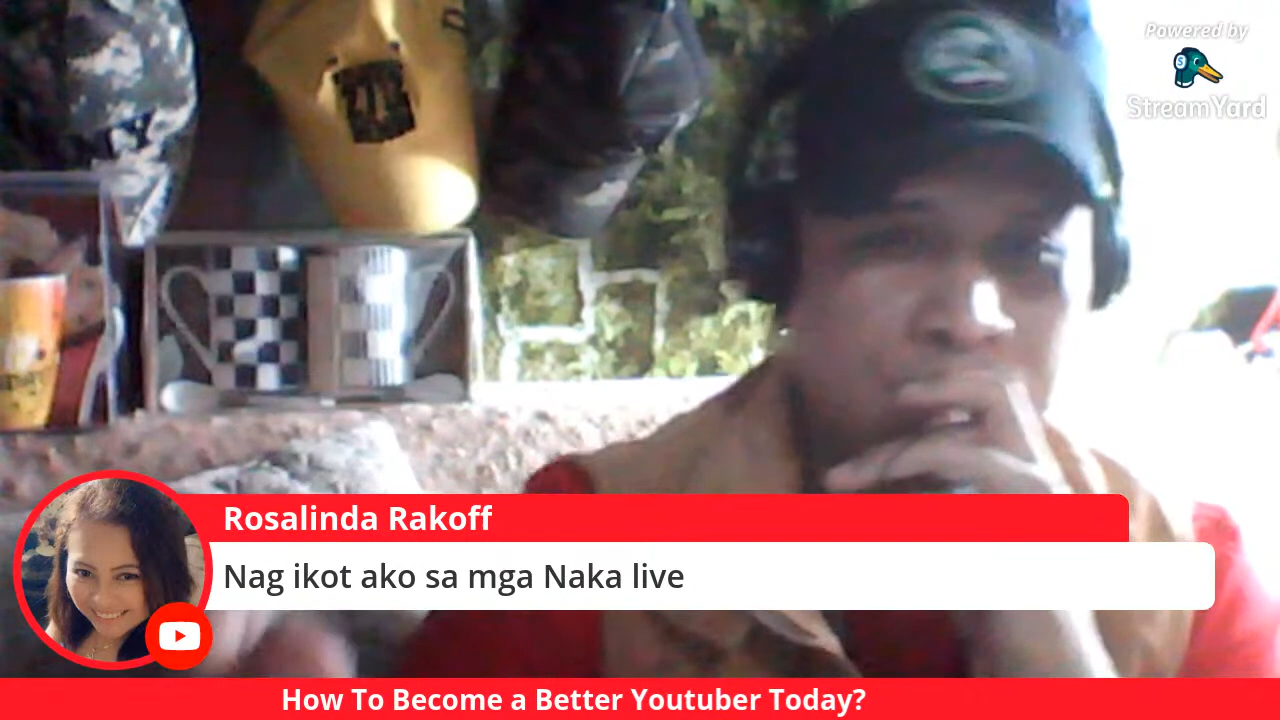 Powered by
StreamYard
Rosalinda Rakoff
Nag ikot ako sa mga Naka live
How To Become a Better Youtuber Today?